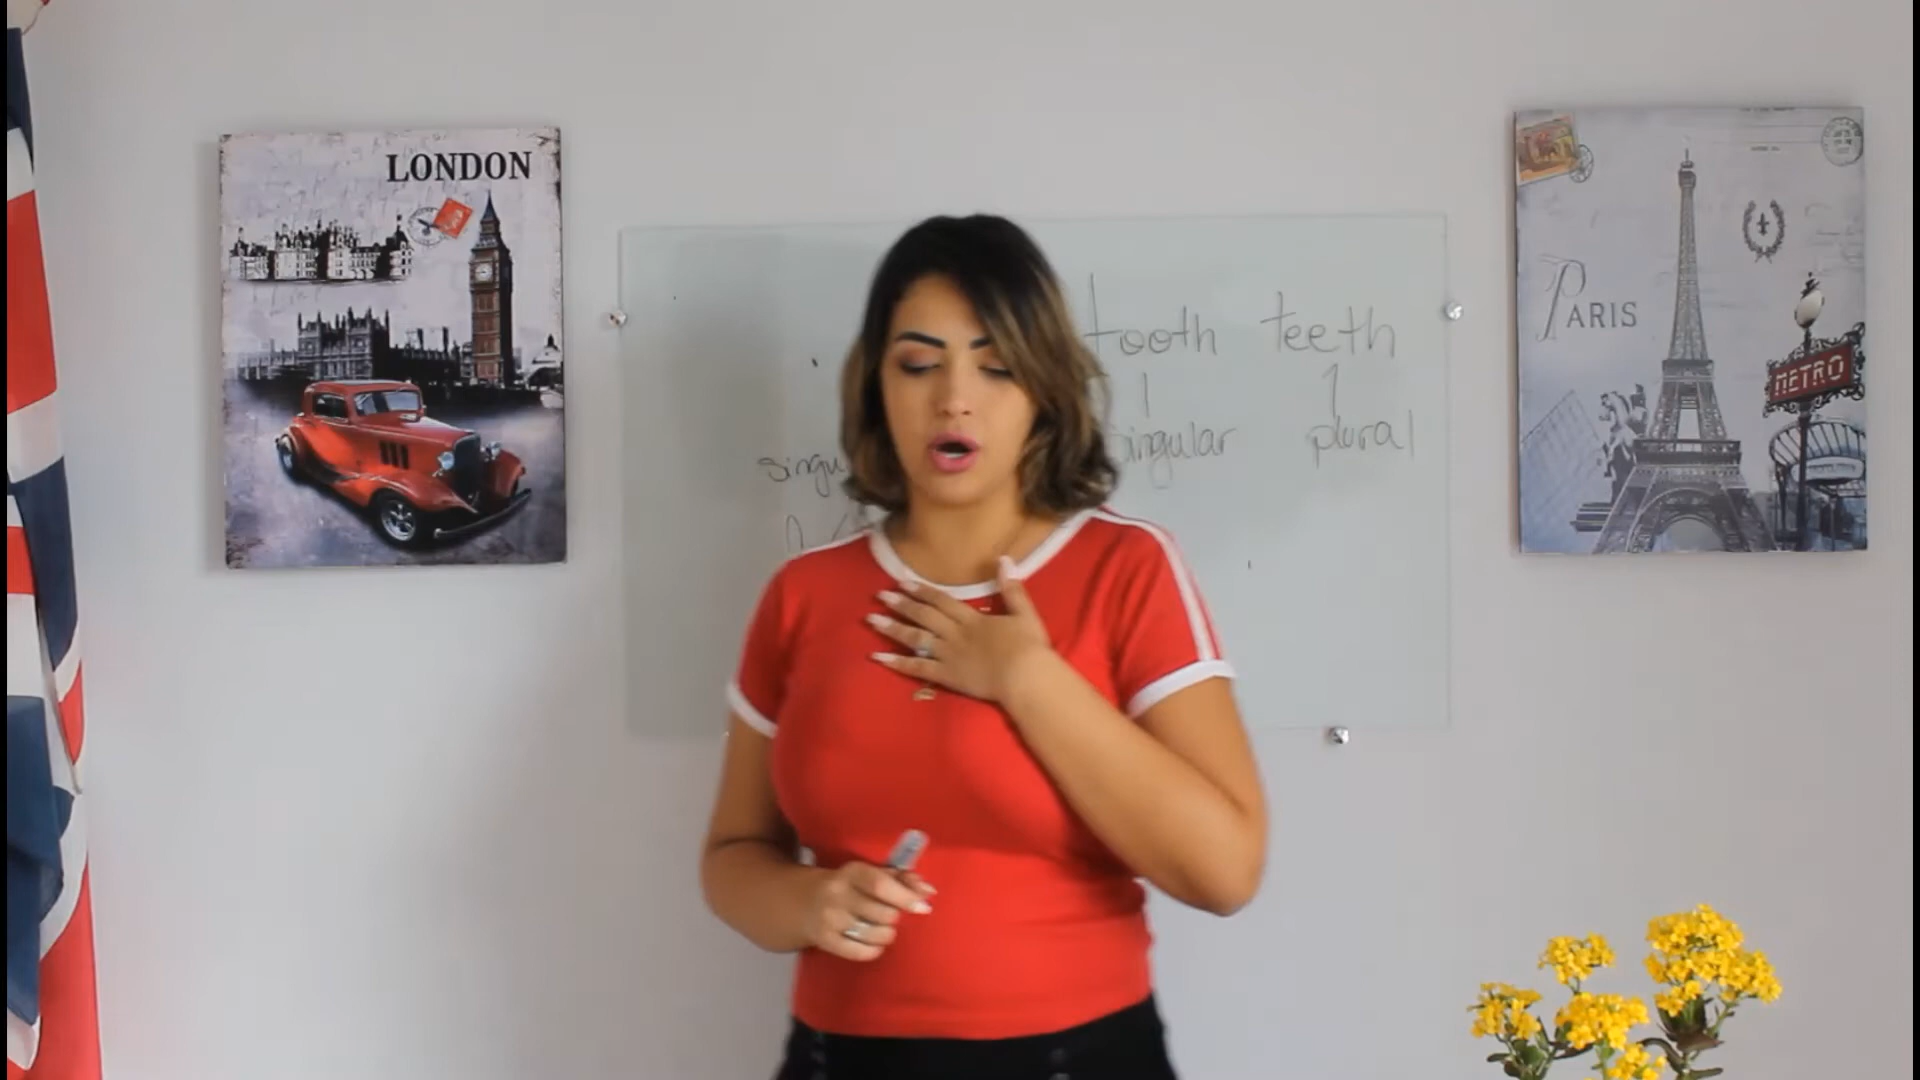 LONDON
PARIS
METRO
tooth teeth
singular plural